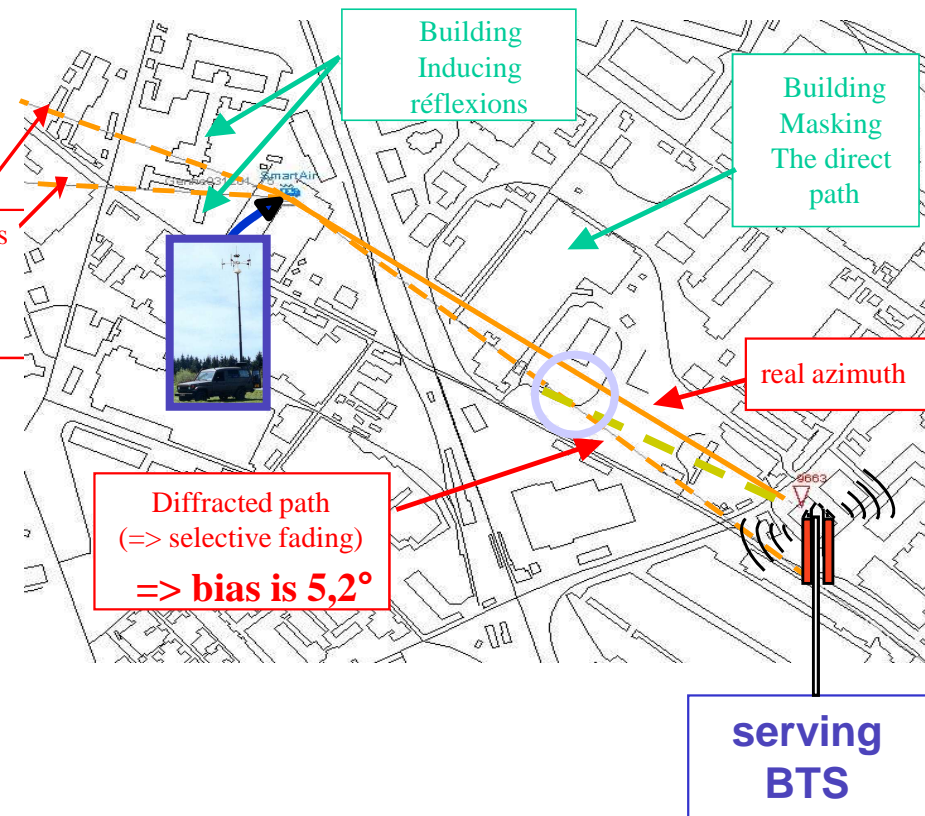 Building
Inducing
réflexions
Building
Masking
The direct
path
SmartAir
s
real azimuth
9663
Diffracted path
(=> selective fading)
=> bias is 5,2°
serving
BTS